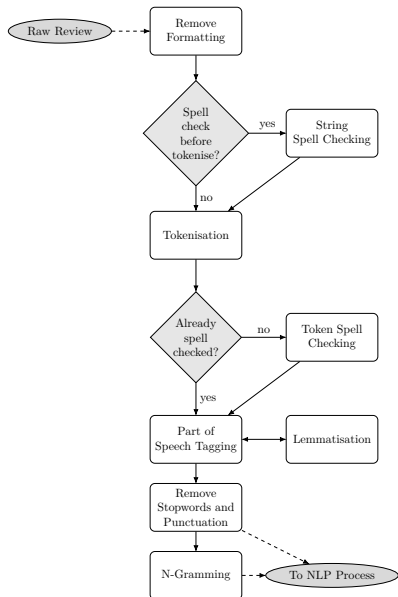 Raw Review
Remove
Formatting
Spell
check
before
tokenise?
yes
String
Spell Checking
no
Tokenisation
Already
spell
checked?
no
Token Spell
Checking
yes
Part of
Speech Tagging
Lemmatisation
Remove
Stopwords and
Punctuation
N-Gramming
To NLP Process